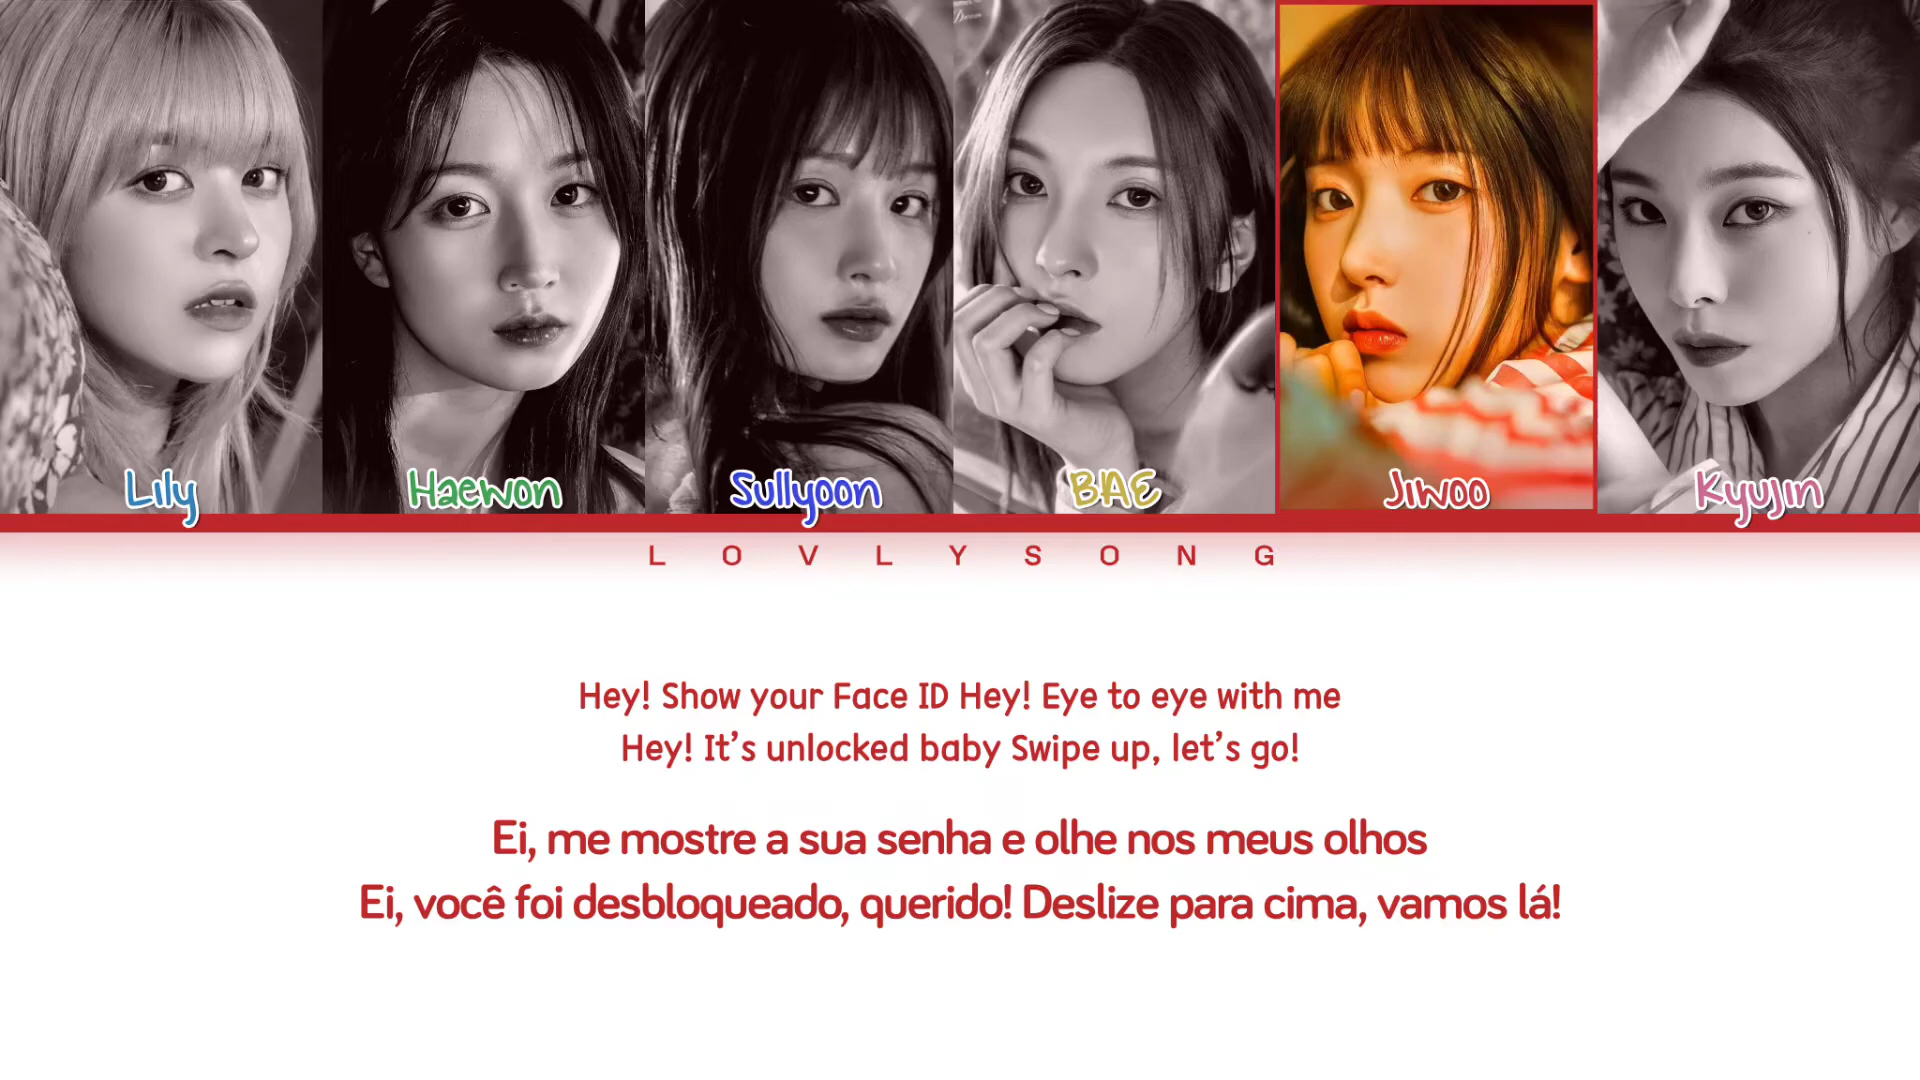 Lily
Haewon
Sullyoon
BAE
Jiwoo
Kyujin
LOVLYSONG
Hey! Show your Face ID Hey! Eye to eye with me
Hey! It’s unlocked baby Swipe up, let’s go!
Ei, me mostre a sua senha e olhe nos meus olhos
Ei, você foi desbloqueado, querido! Deslize para cima, vamos lá!